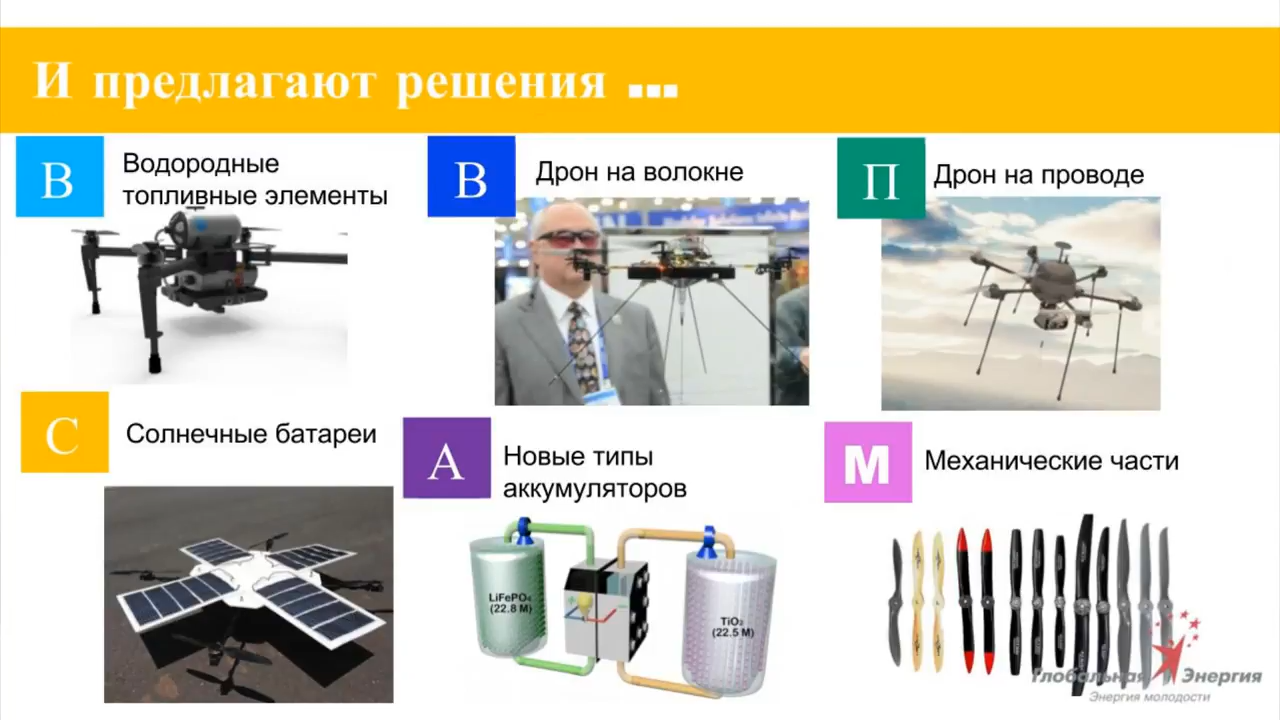 И предлагают решения ...
В
Водородные
топливные элементы
В
Дрон на волокне
П
Дрон на проводе
С
Солнечные батареи
А
Новые типы
аккумуляторов
М
Механические части
LiFePO₄
(22.8 M)
TiO₂
(22.5 M)
Глобальная Энергия
Энергия молодости